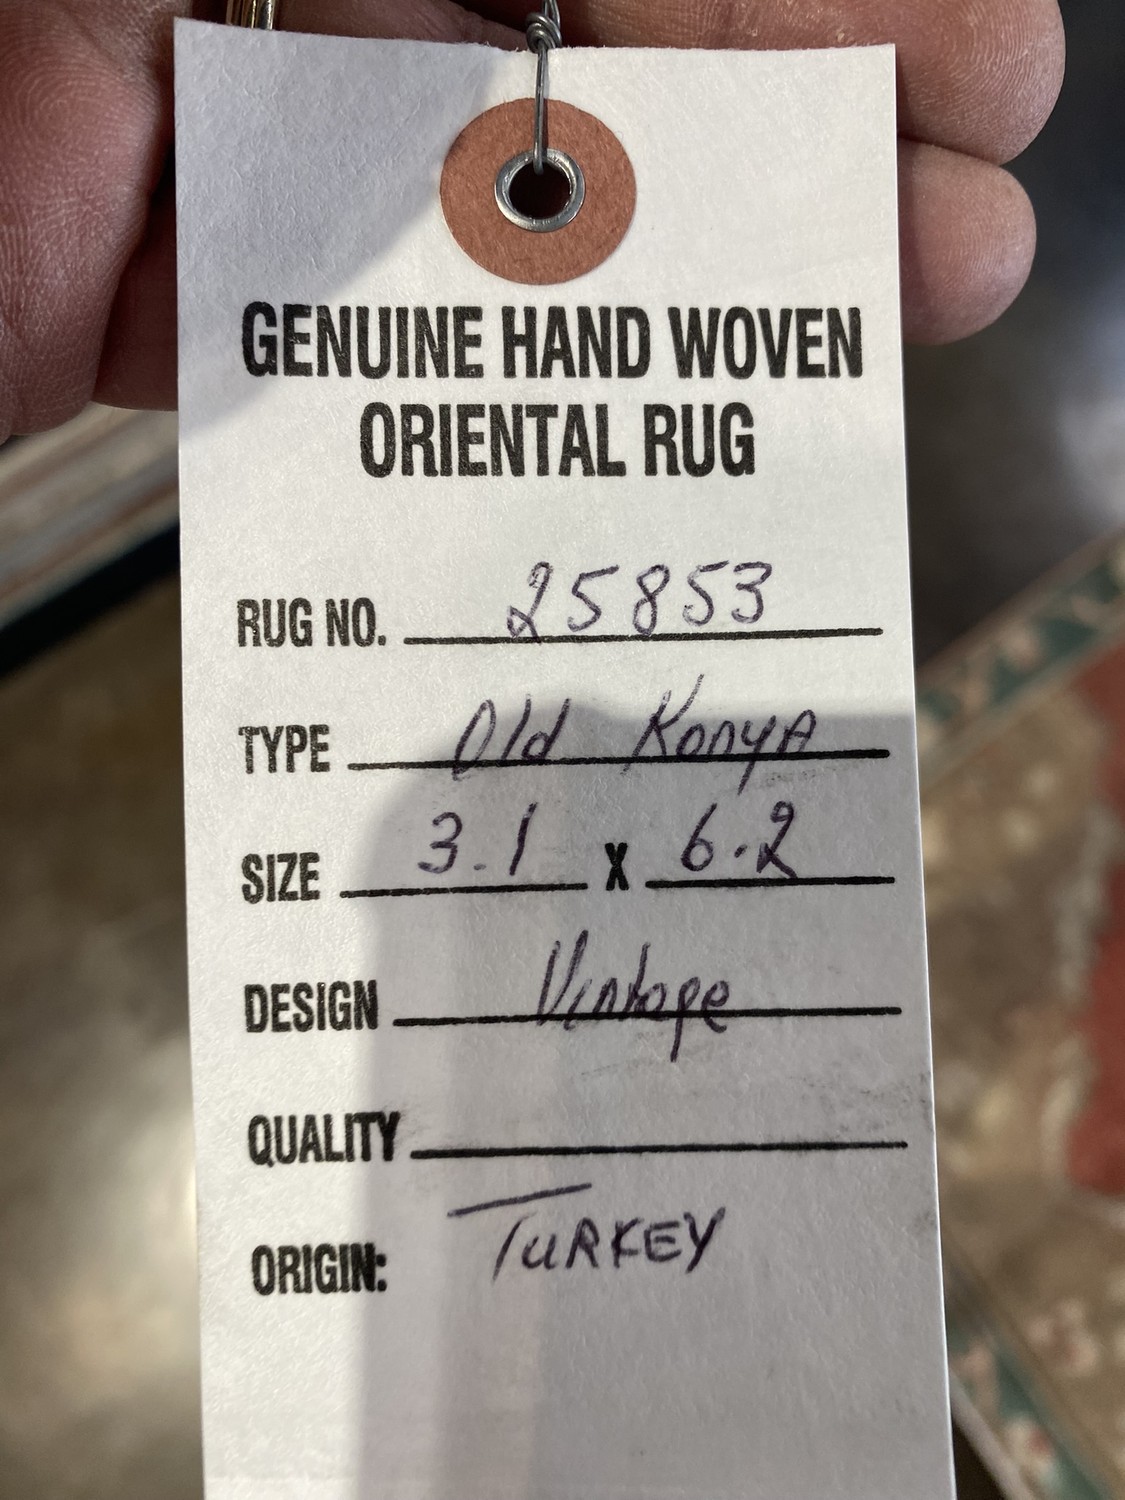 GENUINE HAND WOVEN
ORIENTAL RUG
RUG NO. 25853
TYPE Old Konya
SIZE 3.1 X 6.2
DESIGN Vintage
QUALITY
ORIGIN: TURKEY